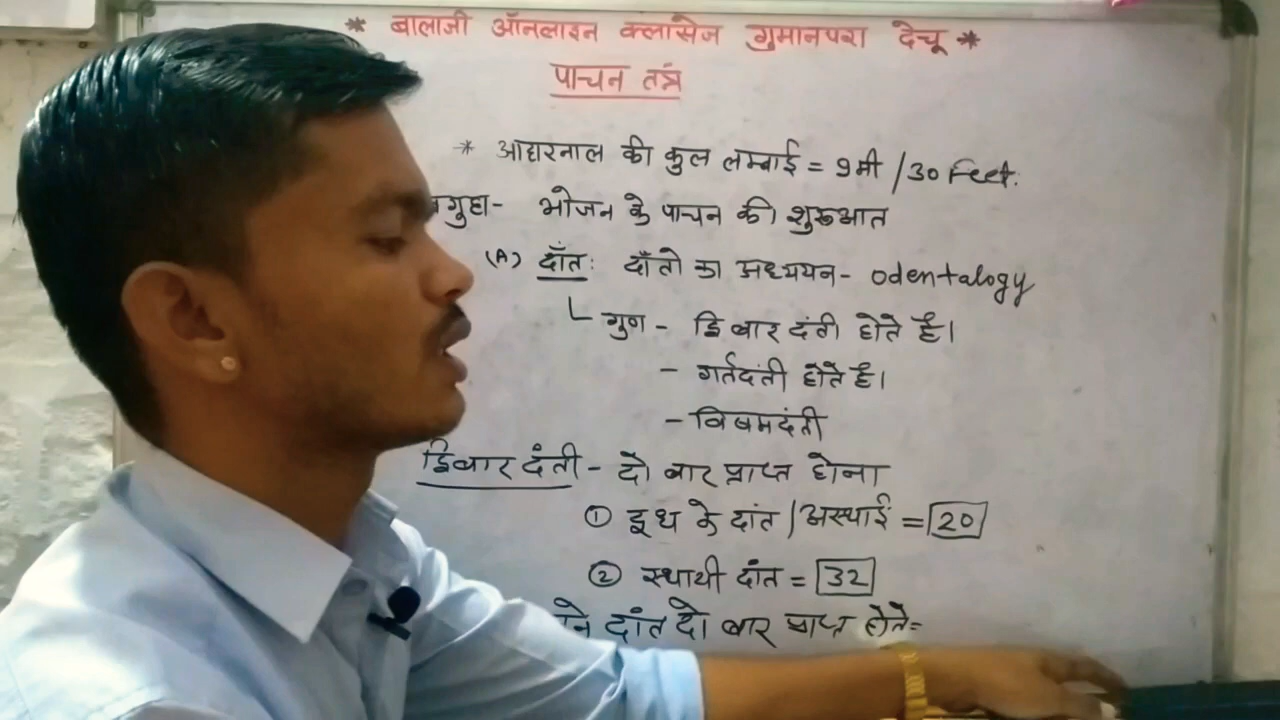 * बालाजी ऑनलाइन क्लासेज गुमानपरा देचू *
पाचन तंत्र
* आहारनाल की कुल लम्बाई = 9मी / 30 Feet.
गुहा- भोजन के पाचन की शुरूआत
(A) दाँत: दाँतो का अध्ययन- odentalogy
गुण - द्विबार दंती होते है।
- गर्तदंती होते है।
- विषमदंती
द्विबार दंती - दो बार प्राप्त होना
① दूध के दांत / अस्थाई = 20
② स्थायी दांत = 32
दांत दो बार प्राप्त होते=